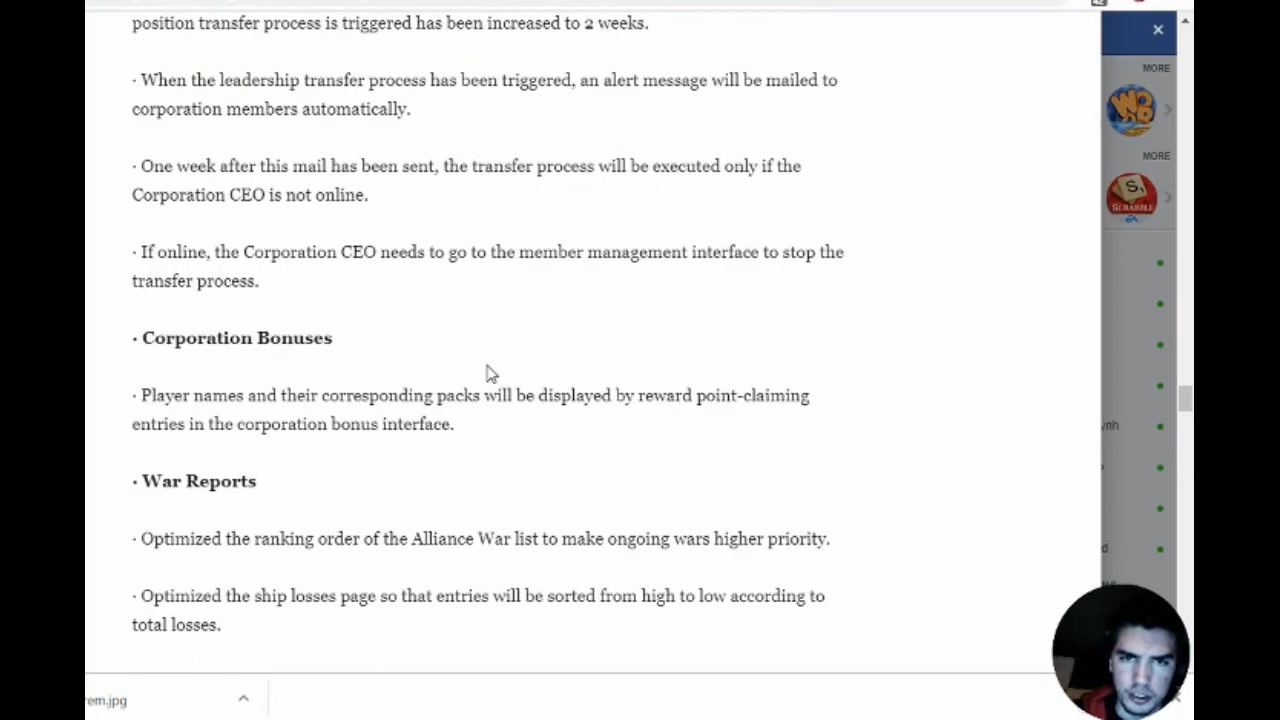 position transfer process is triggered has been increased to 2 weeks.
· When the leadership transfer process has been triggered, an alert message will be mailed to
corporation members automatically.
· One week after this mail has been sent, the transfer process will be executed only if the
Corporation CEO is not online.
· If online, the Corporation CEO needs to go to the member management interface to stop the
transfer process.
· Corporation Bonuses
· Player names and their corresponding packs will be displayed by reward point-claiming
entries in the corporation bonus interface.
· War Reports
· Optimized the ranking order of the Alliance War list to make ongoing wars higher priority.
· Optimized the ship losses page so that entries will be sorted from high to low according to
total losses.
MORE
MORE
S
SCRABBLE
EA
ynh
d
rem.jpg